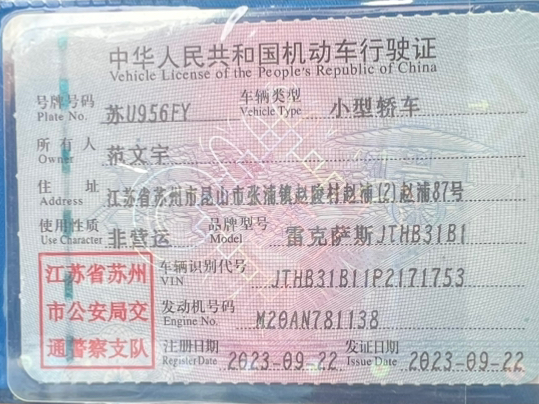 中华人民共和国机动车行驶证
Vehicle License of the People's Republic of China
号牌号码 Plate No. 苏U956FY 车辆类型 Vehicle Type 小型轿车
所有人 Owner 范文宇
住址 Address 江苏省苏州市昆山市张浦镇赵陵村赵浦(2)赵浦87号
使用性质 Use Character 非营运 品牌型号 Model 雷克萨斯JTHB31B1
江苏省苏州
市公安局交
通警察支队
车辆识别代号 VIN JTHB31B11P2171753
发动机号码 Engine No. M20AN781138
注册日期 Register Date 2023-09-22 发证日期 Issue Date 2023-09-22